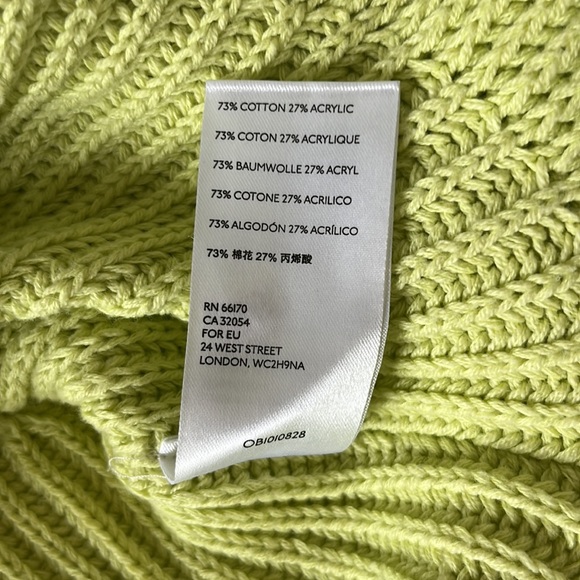 73% COTTON 27% ACRYLIC
73% COTON 27% ACRYLIQUE
73% BAUMWOLLE 27% ACRYL
73% COTONE 27% ACRILICO
73% ALGODÓN 27% ACRÍLICO
73% 棉花 27% 丙烯酸
RN 66170
CA 32054
FOR EU
24 WEST STREET
LONDON, WC2H9NA
OB1010828